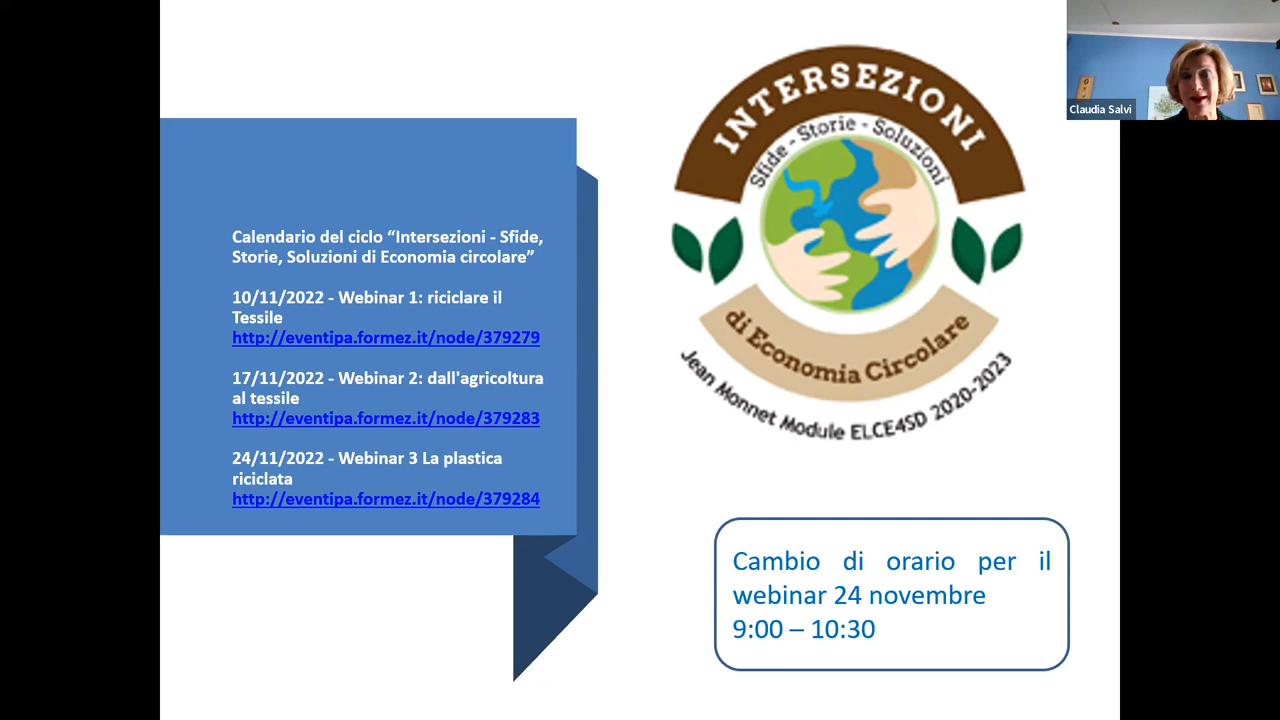 Calendario del ciclo “Intersezioni - Sfide,
Storie, Soluzioni di Economia circolare”
10/11/2022 - Webinar 1: riciclare il
Tessile
http://eventipa.formez.it/node/379279
17/11/2022 - Webinar 2: dall'agricoltura
al tessile
http://eventipa.formez.it/node/379283
24/11/2022 - Webinar 3 La plastica
riciclata
http://eventipa.formez.it/node/379284
INTERSEZIONI
Sfide - Storie - Soluzioni
di Economia Circolare
Jean Monnet Module ELCE4SD 2020-2023
Cambio di orario per il
webinar 24 novembre
9:00 – 10:30
Claudia Salvi